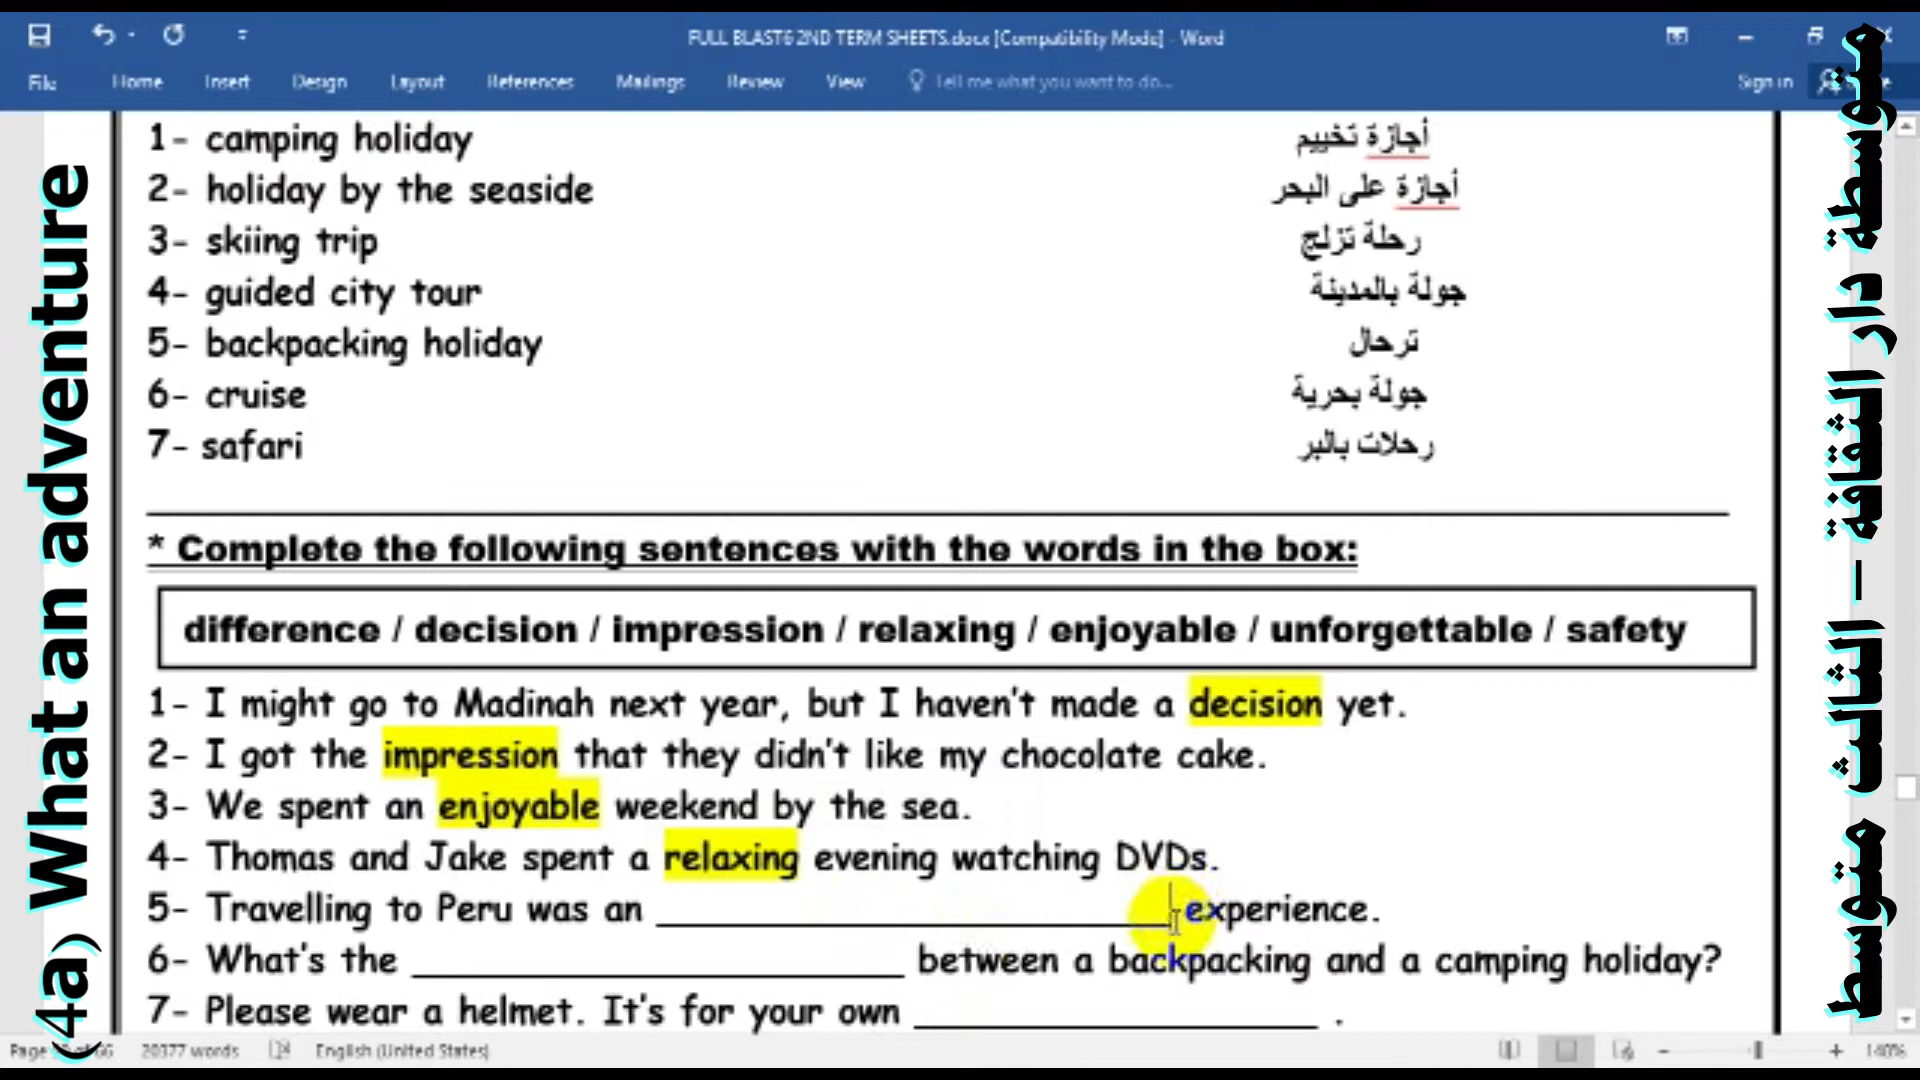 FULL BLAST6 2ND TERM SHEETS.docx [Compatibility Mode] - Word
File Home Insert Design Layout References Mailings Review View Tell me what you want to do... Sign in
1- camping holiday أجازة تخييم
2- holiday by the seaside أجازة على البحر
3- skiing trip رحلة تزلج
4- guided city tour جولة بالمدينة
5- backpacking holiday ترحال
6- cruise جولة بحرية
7- safari رحلات بالبر
* Complete the following sentences with the words in the box:
difference / decision / impression / relaxing / enjoyable / unforgettable / safety
1- I might go to Madinah next year, but I haven't made a decision yet.
2- I got the impression that they didn't like my chocolate cake.
3- We spent an enjoyable weekend by the sea.
4- Thomas and Jake spent a relaxing evening watching DVDs.
5- Travelling to Peru was an ____________________ experience.
6- What's the ____________________ between a backpacking and a camping holiday?
7- Please wear a helmet. It's for your own ________________ .
Page of 66 20377 words English (United States) 140%
(4a) What an adventure
متوسطة دار الثقافة – الثالث متوسط